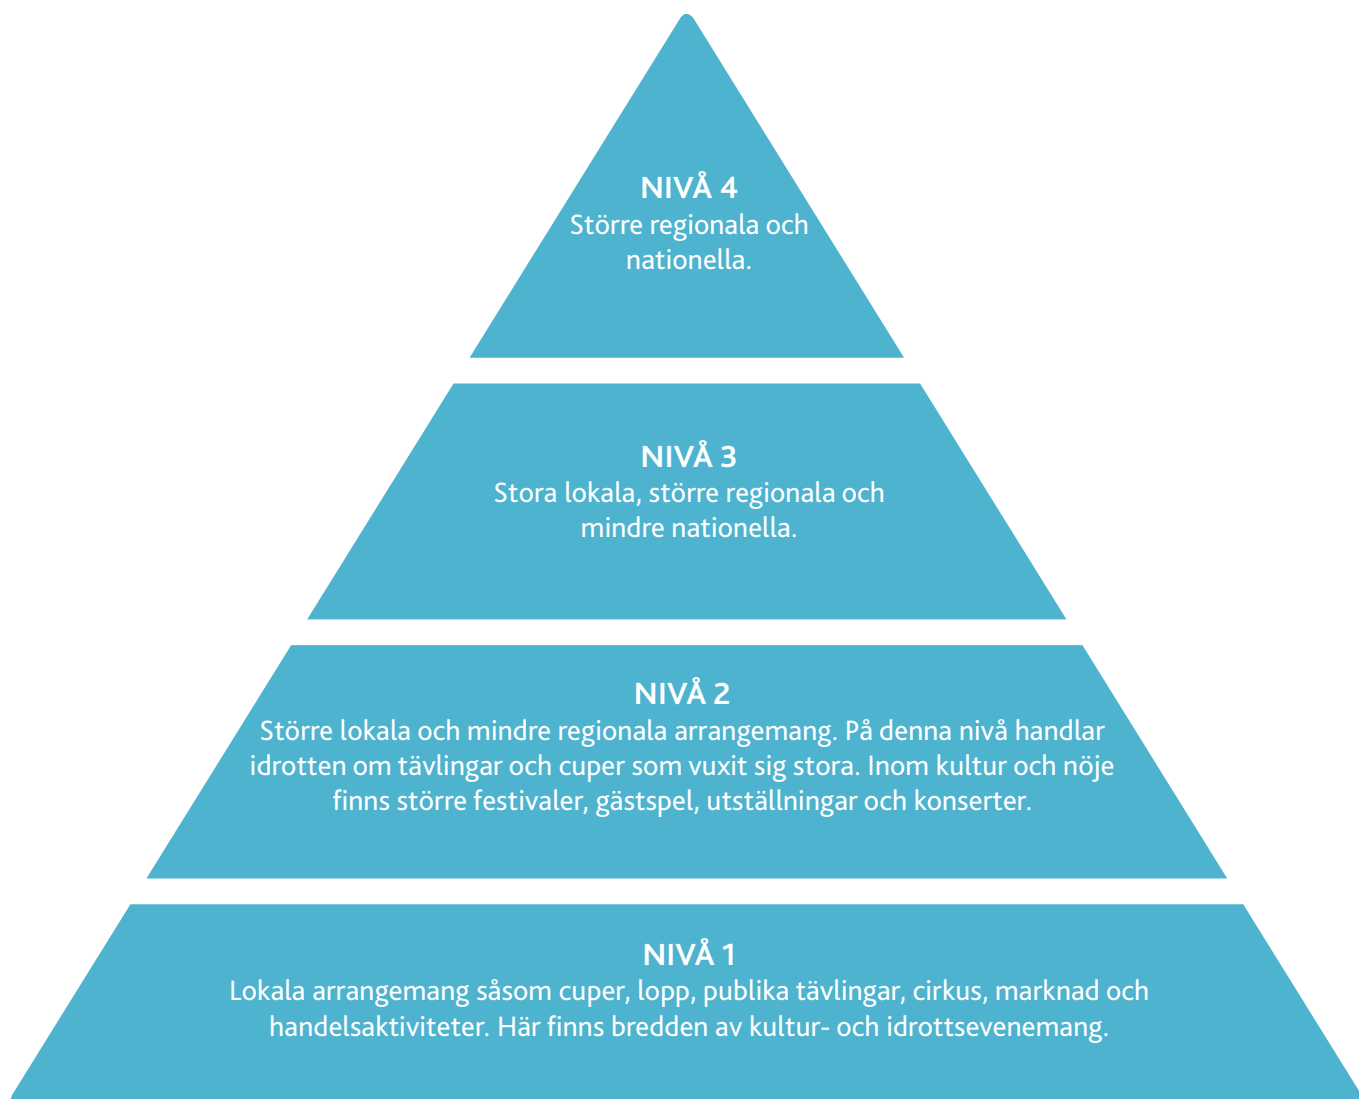 NIVÅ 4
Större regionala och
nationella.
NIVÅ 3
Stora lokala, större regionala och
mindre nationella.
NIVÅ 2
Större lokala och mindre regionala arrangemang. På denna nivå handlar
idrotten om tävlingar och cuper som vuxit sig stora. Inom kultur och nöje
finns större festivaler, gästspel, utställningar och konserter.
NIVÅ 1
Lokala arrangemang såsom cuper, lopp, publika tävlingar, cirkus, marknad och
handelsaktiviteter. Här finns bredden av kultur- och idrottsevenemang.